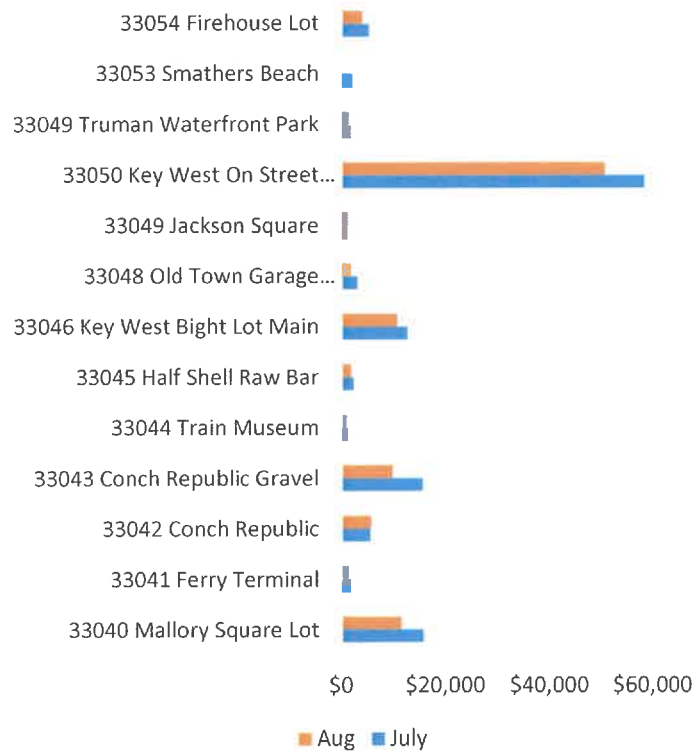 33054 Firehouse Lot
33053 Smathers Beach
33049 Truman Waterfront Park
33050 Key West On Street...
33049 Jackson Square
33048 Old Town Garage...
33046 Key West Bight Lot Main
33045 Half Shell Raw Bar
33044 Train Museum
33043 Conch Republic Gravel
33042 Conch Republic
33041 Ferry Terminal
33040 Mallory Square Lot
$0 $20,000 $40,000 $60,000
Aug July